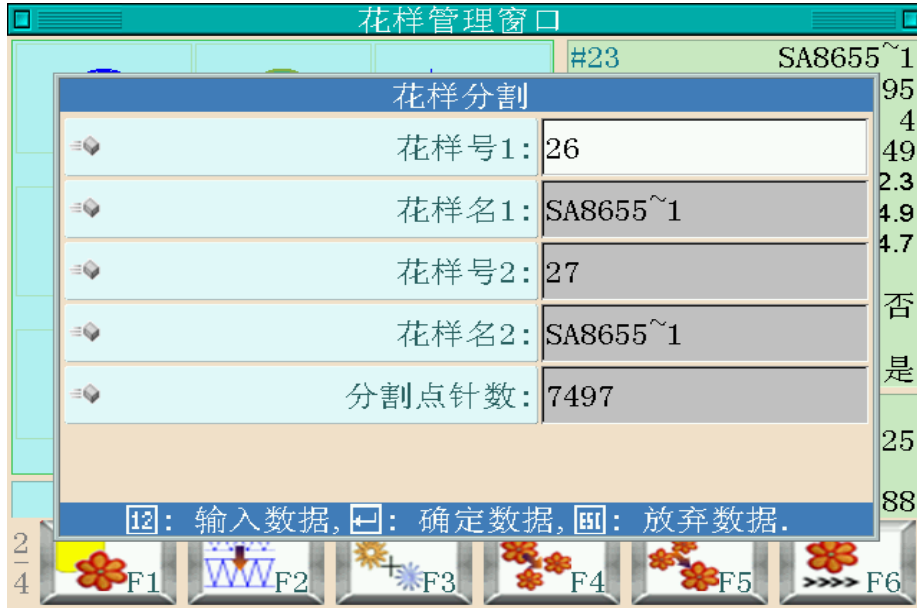 花样管理窗口
#23 SA8655~1
95
4
49
2.3
4.9
4.7
否
是
25
88
花样分割
花样号1: 26
花样名1: SA8655~1
花样号2: 27
花样名2: SA8655~1
分割点针数: 7497
12: 输入数据, ↵: 确定数据, ESC: 放弃数据.
2
4
F1 F2 F3 F4 F5 >>>> F6